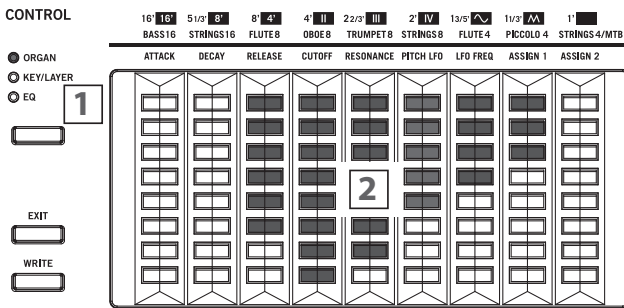 CONTROL
16' 16' 5 1/3' 8' 8' 4' 4' II 2 2/3' III 2' IV 1 3/5' 1 1/3' 1'
BASS16 STRINGS16 FLUTE8 OBOE8 TRUMPET8 STRINGS8 FLUTE4 PICCOLO 4 STRINGS4/MTB
ORGAN
ATTACK DECAY RELEASE CUTOFF RESONANCE PITCH LFO LFO FREQ ASSIGN 1 ASSIGN 2
KEY/LAYER
EQ
1
2
EXIT
WRITE